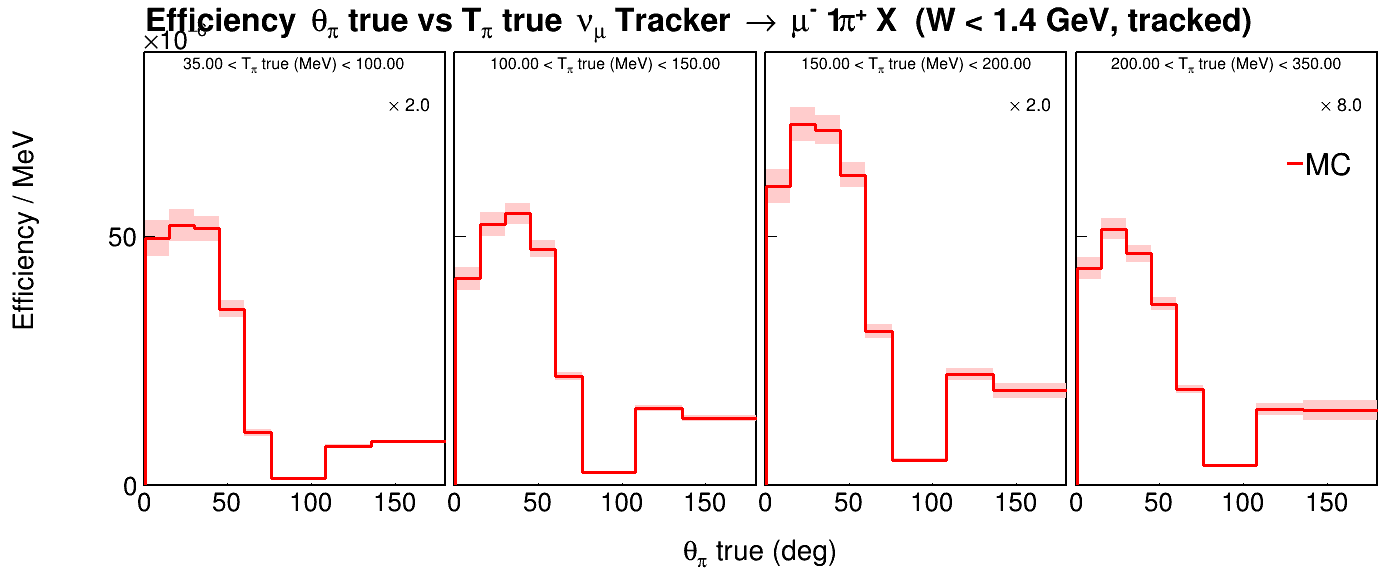 Efficiency θπ true vs Tπ true νμ Tracker → μ- 1π+ X (W < 1.4 GeV, tracked)
35.00 < Tπ true (MeV) < 100.00
100.00 < Tπ true (MeV) < 150.00
150.00 < Tπ true (MeV) < 200.00
200.00 < Tπ true (MeV) < 350.00
× 2.0
× 2.0
× 8.0
MC
Efficiency / MeV
50
0
0 50 100 150
0 50 100 150
0 50 100 150
0 50 100 150
θπ true (deg)